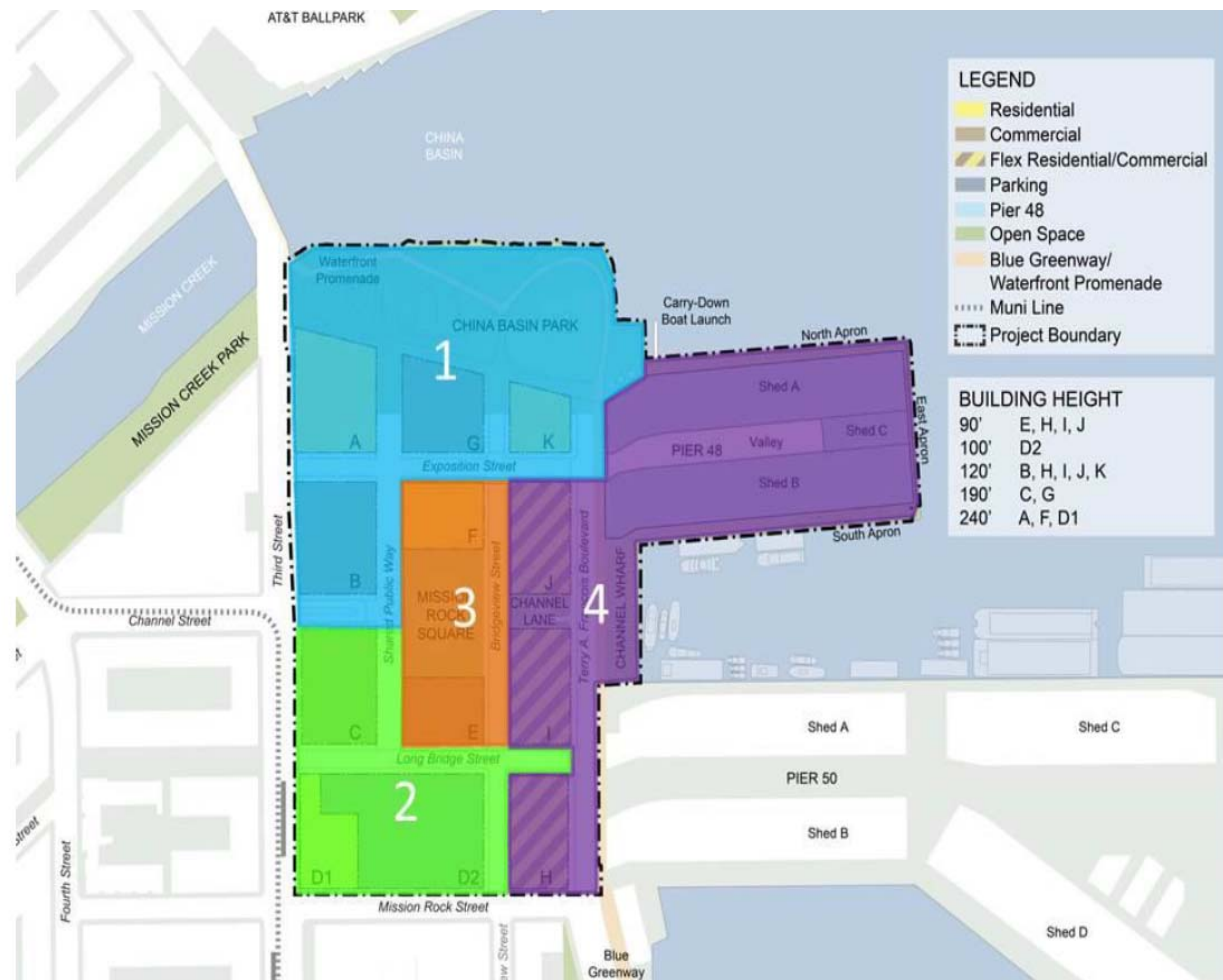 AT&T BALLPARK
CHINA
BASIN
LEGEND
Residential
Commercial
Flex Residential/Commercial
Parking
Pier 48
Open Space
Blue Greenway/
Waterfront Promenade
Muni Line
Project Boundary
BUILDING HEIGHT
90' E, H, I, J
100' D2
120' B, H, I, J, K
190' C, G
240' A, F, D1
MISSION CREEK
MISSION CREEK PARK
Waterfront
Promenade
CHINA BASIN PARK
1
Carry-Down
Boat Launch
North Apron
Shed A
East Apron
A
G
K
PIER 48
Valley
Shed C
Exposition Street
Shed B
South Apron
Third Street
B
F
Shared Public Way
MISSION
ROCK
SQUARE
3
Bridgeview Street
J
CHANNEL
LANE
Terry A. Francois Boulevard
4
CHANNEL WHARF
Channel Street
C
E
I
Long Bridge Street
2
D1
D2
H
Mission Rock Street
Shed A
Shed C
PIER 50
Shed B
Shed D
Fourth Street
Street
ew Street
Blue
Greenway